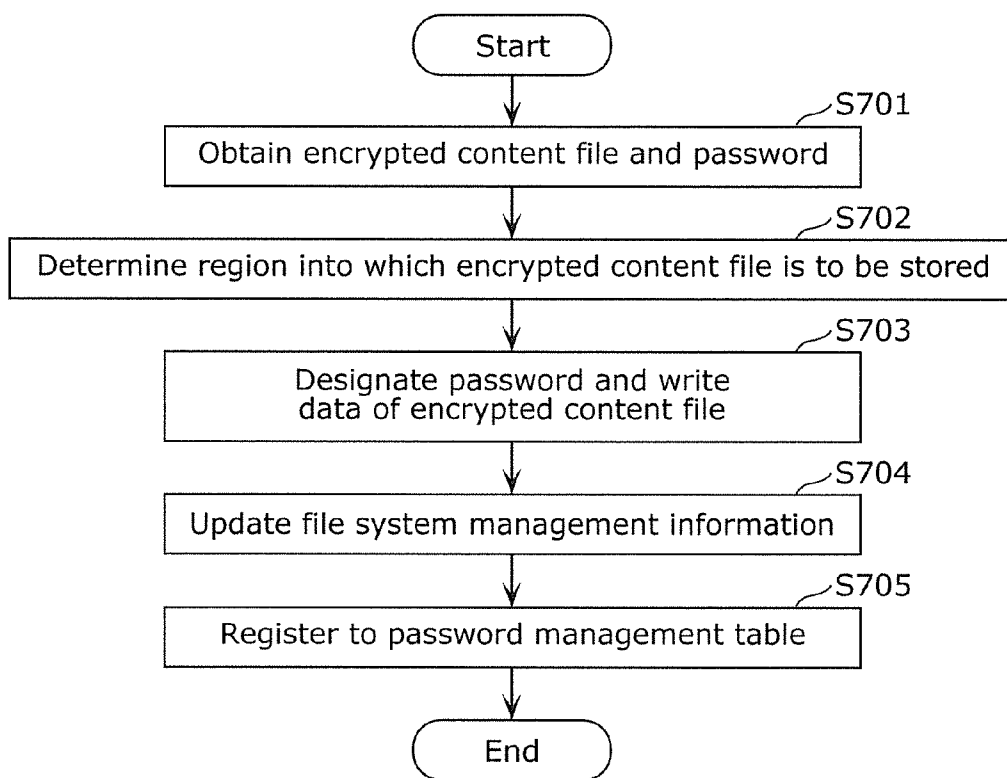 Start
S701
Obtain encrypted content file and password
S702
Determine region into which encrypted content file is to be stored
S703
Designate password and write
data of encrypted content file
S704
Update file system management information
S705
Register to password management table
End